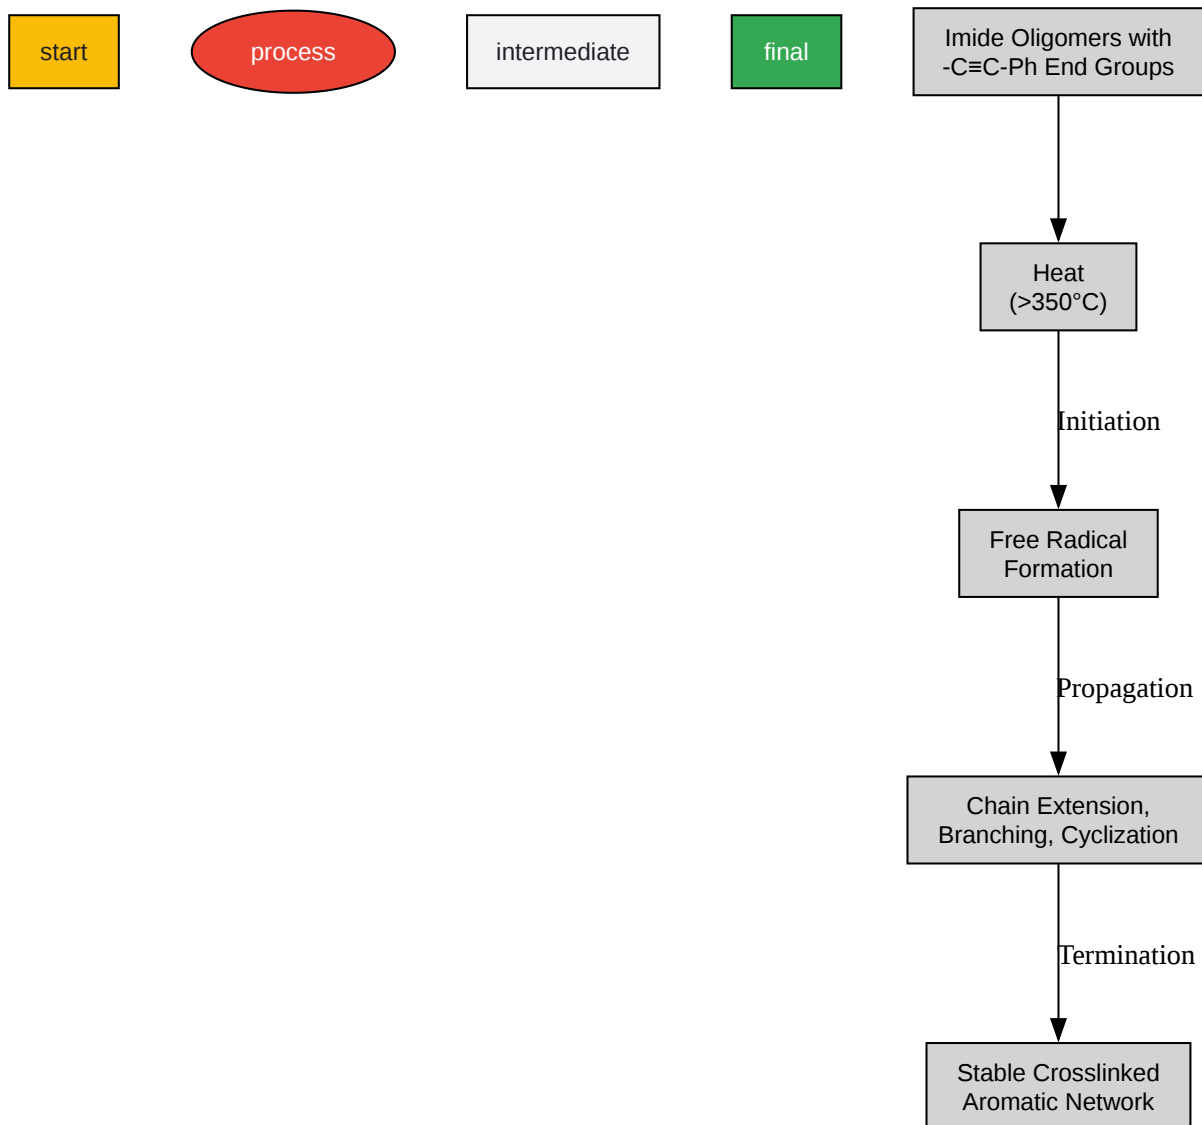 start
process
intermediate
final
Imide Oligomers with
-C≡C-Ph End Groups
Heat
(>350°C)
Initiation
Free Radical
Formation
Propagation
Chain Extension,
Branching, Cyclization
Termination
Stable Crosslinked
Aromatic Network